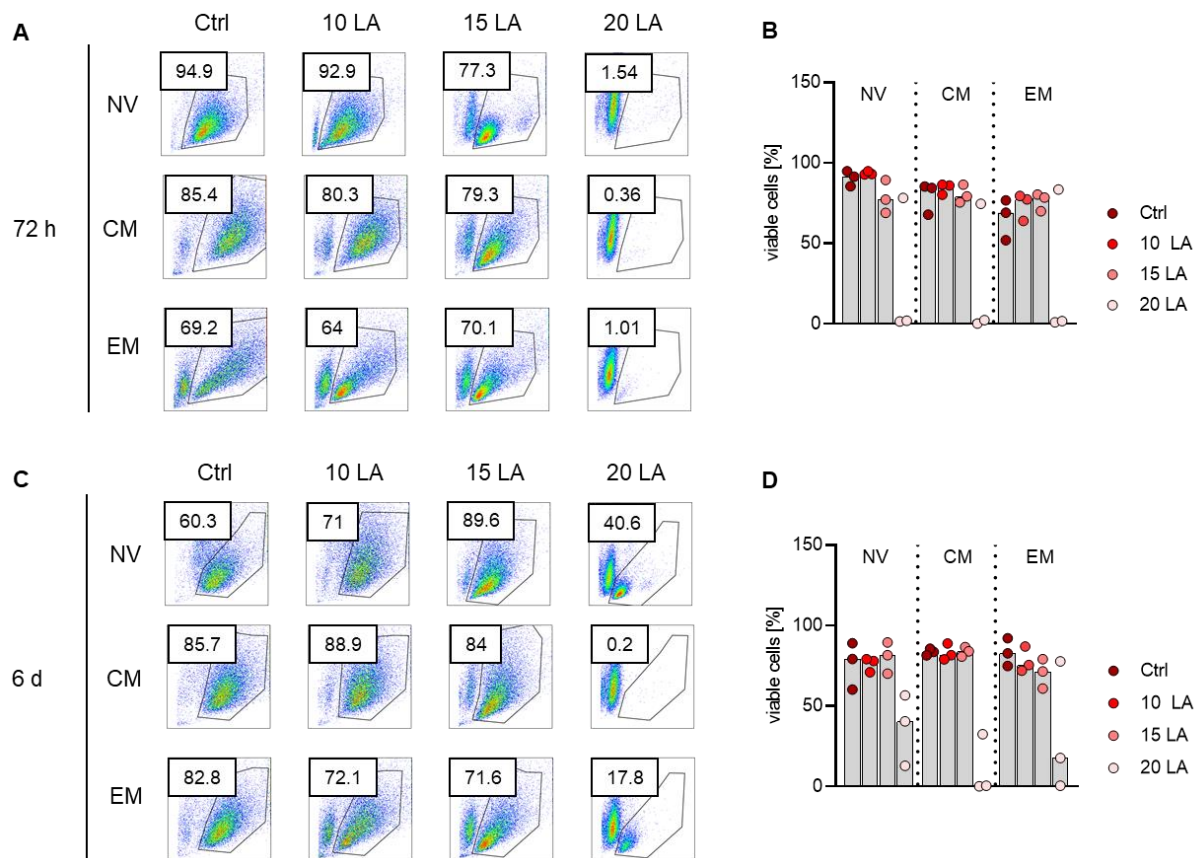 A
Ctrl 10 LA 15 LA 20 LA
72 h
NV
94.9 92.9 77.3 1.54
CM
85.4 80.3 79.3 0.36
EM
69.2 64 70.1 1.01
B
viable cells [%]
150
100
50
0
NV CM EM
Ctrl
10 LA
15 LA
20 LA
C
Ctrl 10 LA 15 LA 20 LA
6 d
NV
60.3 71 89.6 40.6
CM
85.7 88.9 84 0.2
EM
82.8 72.1 71.6 17.8
D
viable cells [%]
150
100
50
0
NV CM EM
Ctrl
10 LA
15 LA
20 LA